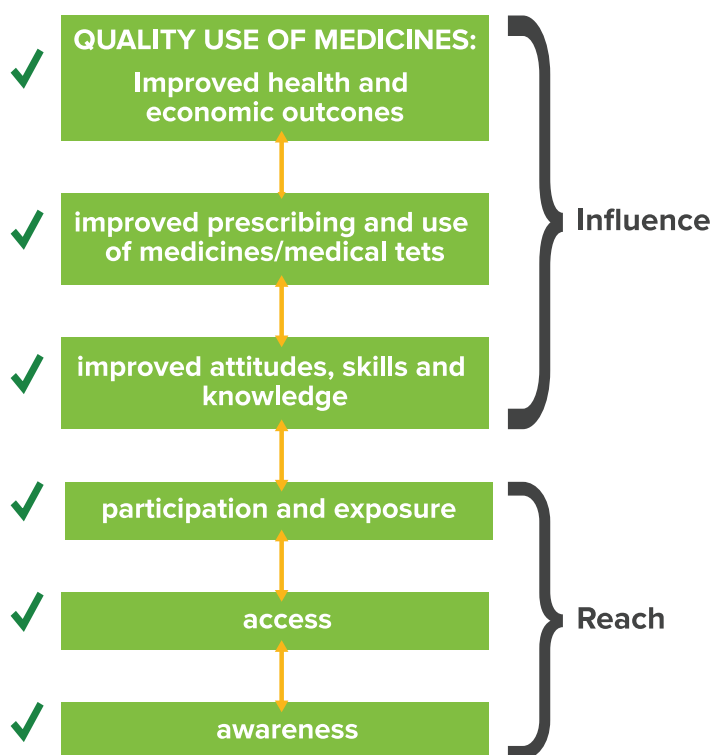 QUALITY USE OF MEDICINES:
Improved health and
economic outcomes
improved prescribing and use
of medicines/medical tets
Influence
improved attitudes, skills and
knowledge
participation and exposure
access
Reach
awareness